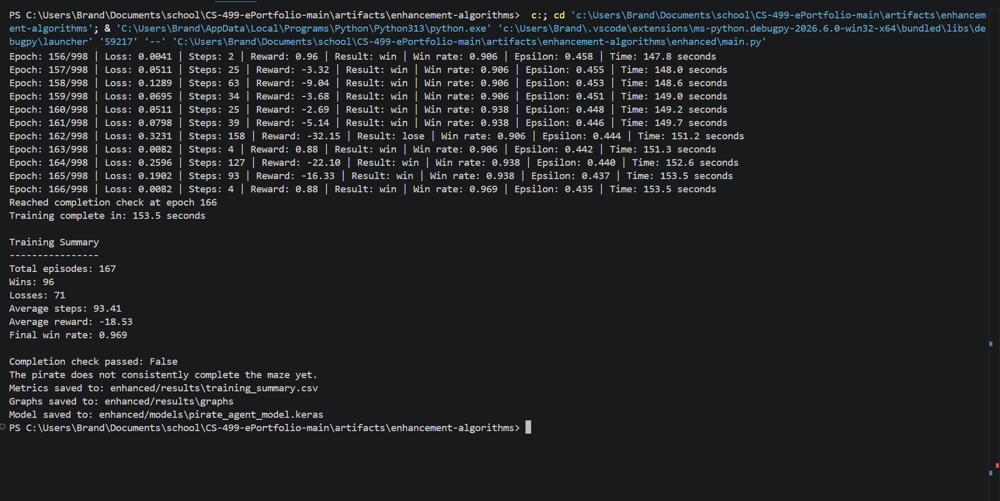 PS C:\Users\Brand\Documents\school\CS-499-ePortfolio-main\artifacts\enhancement-algorithms>  c:; cd 'c:\Users\Brand\Documents\school\CS-499-ePortfolio-main\artifacts\enhancem
ent-algorithms'; & 'C:\Users\Brand\AppData\Local\Programs\Python\Python313\python.exe' 'c:\Users\Brand\.vscode\extensions\ms-python.debugpy-2026.6.0-win32-x64\bundled\libs\de
bugpy\launcher' '59217' '--' 'C:\Users\Brand\Documents\school\CS-499-ePortfolio-main\artifacts\enhancement-algorithms\enhanced\main.py'
Epoch: 156/998 | Loss: 0.0041 | Steps: 2 | Reward: 0.96 | Result: win | Win rate: 0.906 | Epsilon: 0.458 | Time: 147.8 seconds
Epoch: 157/998 | Loss: 0.0511 | Steps: 25 | Reward: -3.32 | Result: win | Win rate: 0.906 | Epsilon: 0.455 | Time: 148.0 seconds
Epoch: 158/998 | Loss: 0.1289 | Steps: 63 | Reward: -9.04 | Result: win | Win rate: 0.906 | Epsilon: 0.453 | Time: 148.6 seconds
Epoch: 159/998 | Loss: 0.0695 | Steps: 34 | Reward: -3.68 | Result: win | Win rate: 0.906 | Epsilon: 0.451 | Time: 149.0 seconds
Epoch: 160/998 | Loss: 0.0511 | Steps: 25 | Reward: -2.69 | Result: win | Win rate: 0.938 | Epsilon: 0.448 | Time: 149.2 seconds
Epoch: 161/998 | Loss: 0.0798 | Steps: 39 | Reward: -5.14 | Result: win | Win rate: 0.938 | Epsilon: 0.446 | Time: 149.7 seconds
Epoch: 162/998 | Loss: 0.3231 | Steps: 158 | Reward: -32.15 | Result: lose | Win rate: 0.906 | Epsilon: 0.444 | Time: 151.2 seconds
Epoch: 163/998 | Loss: 0.0082 | Steps: 4 | Reward: 0.88 | Result: win | Win rate: 0.906 | Epsilon: 0.442 | Time: 151.3 seconds
Epoch: 164/998 | Loss: 0.2596 | Steps: 127 | Reward: -22.10 | Result: win | Win rate: 0.938 | Epsilon: 0.440 | Time: 152.6 seconds
Epoch: 165/998 | Loss: 0.1902 | Steps: 93 | Reward: -16.33 | Result: win | Win rate: 0.938 | Epsilon: 0.437 | Time: 153.5 seconds
Epoch: 166/998 | Loss: 0.0082 | Steps: 4 | Reward: 0.88 | Result: win | Win rate: 0.969 | Epsilon: 0.435 | Time: 153.5 seconds
Reached completion check at epoch 166
Training complete in: 153.5 seconds
Training Summary
----------------
Total episodes: 167
Wins: 96
Losses: 71
Average steps: 93.41
Average reward: -18.53
Final win rate: 0.969
Completion check passed: False
The pirate does not consistently complete the maze yet.
Metrics saved to: enhanced/results\training_summary.csv
Graphs saved to: enhanced/results\graphs
Model saved to: enhanced/models\pirate_agent_model.keras
PS C:\Users\Brand\Documents\school\CS-499-ePortfolio-main\artifacts\enhancement-algorithms>